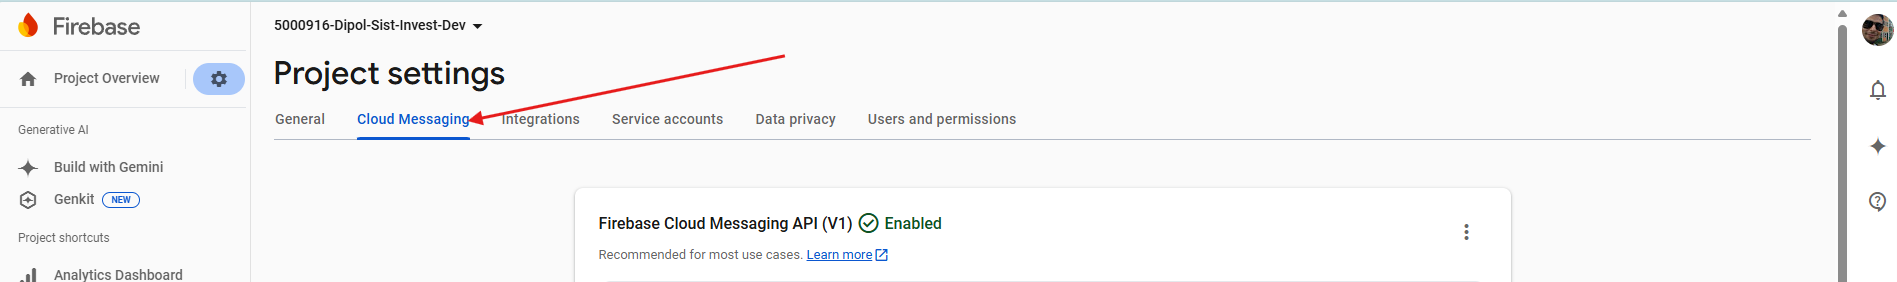 Firebase
5000916-Dipol-Sist-Invest-Dev
Project Overview
Project settings
General Cloud Messaging Integrations Service accounts Data privacy Users and permissions
Generative AI
Build with Gemini
Genkit NEW
Project shortcuts
Analytics Dashboard
Firebase Cloud Messaging API (V1) Enabled
Recommended for most use cases. Learn more